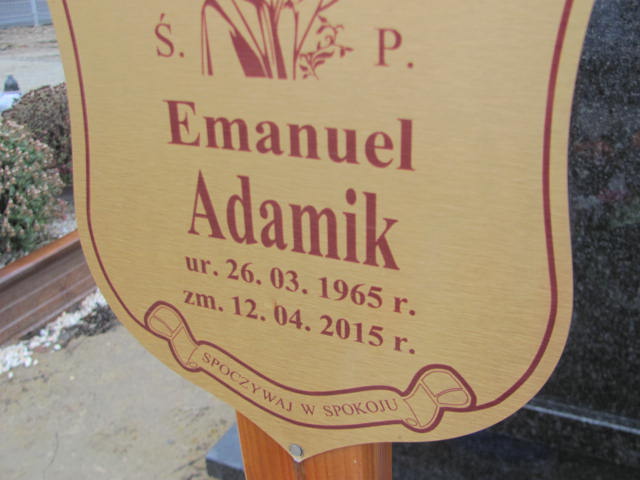 Ś. P.
Emanuel
Adamik
ur. 26. 03. 1965 r.
zm. 12. 04. 2015 r.
SPOCZYWAJ W SPOKOJU